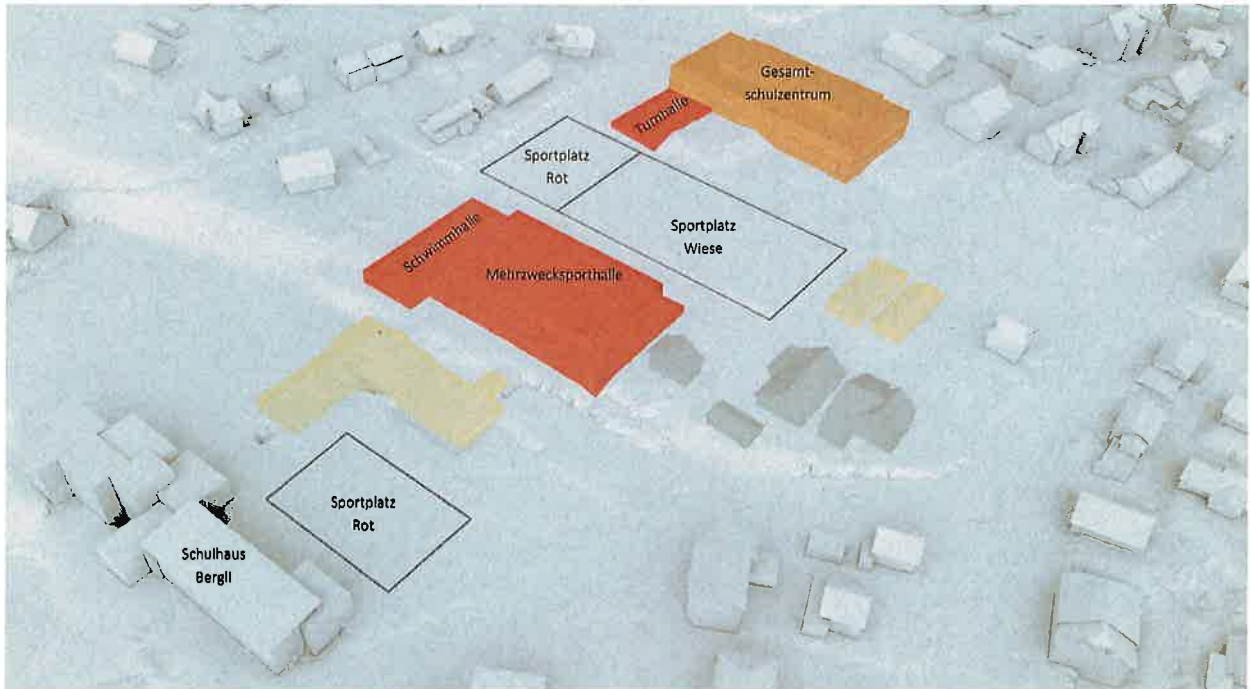 Gesamt-
schulzentrum
Turnhalle
Sportplatz
Rot
Sportplatz
Wiese
Schwimmhalle
Mehrzwecksporthalle
Sportplatz
Rot
Schulhaus
Bergli